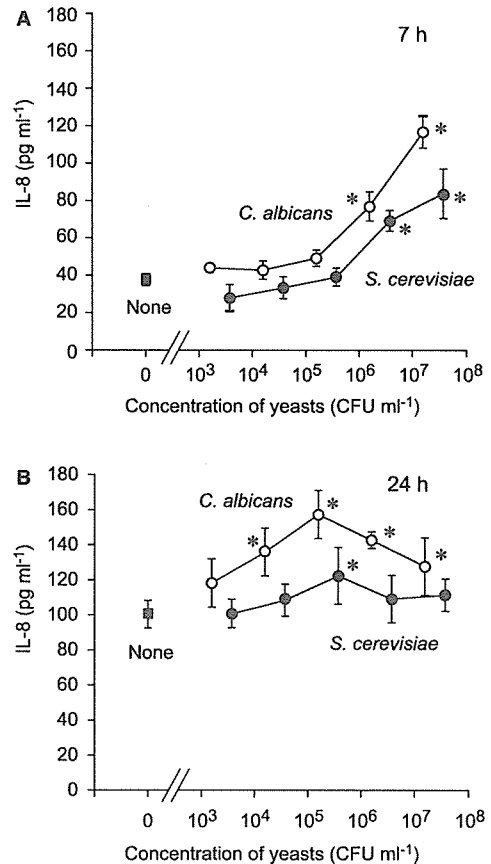 A
7 h
180
160
140
120
100
80
60
40
20
0
IL-8 (pg ml⁻¹)
*
*
*
*
C. albicans
S. cerevisiae
None
0 10³ 10⁴ 10⁵ 10⁶ 10⁷ 10⁸
Concentration of yeasts (CFU ml⁻¹)
B
24 h
180
160
140
120
100
80
60
40
20
0
IL-8 (pg ml⁻¹)
C. albicans
*
*
*
*
*
S. cerevisiae
None
0 10³ 10⁴ 10⁵ 10⁶ 10⁷ 10⁸
Concentration of yeasts (CFU ml⁻¹)